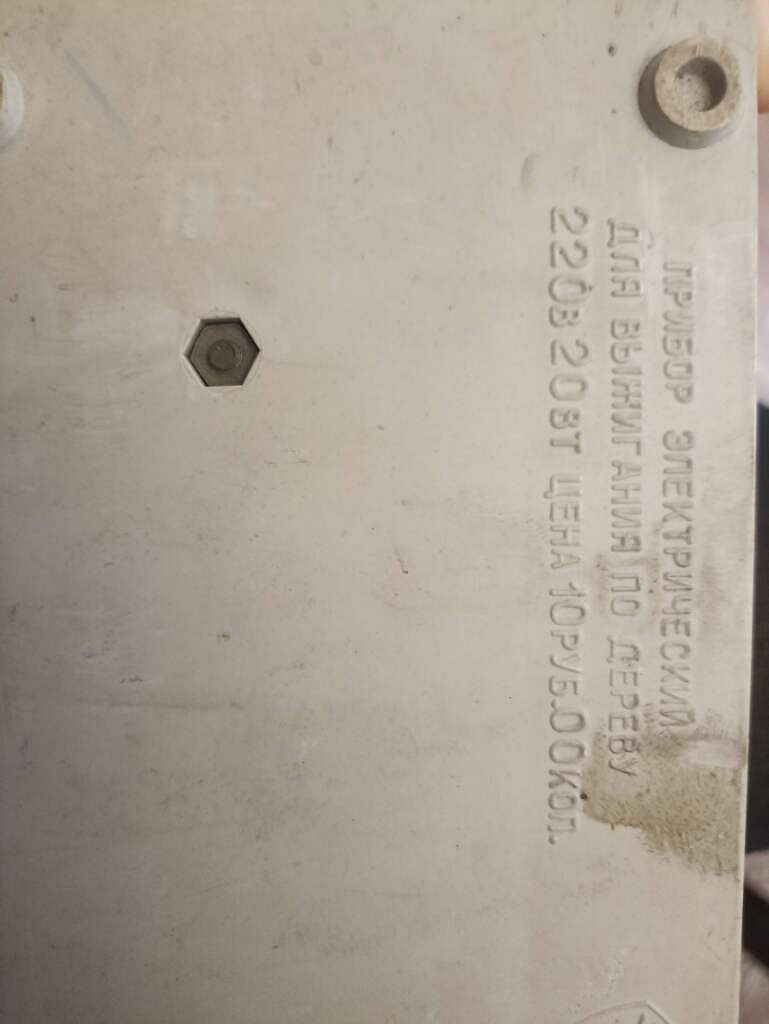 ПРИБОР ЭЛЕКТРИЧЕСКИЙ
ДЛЯ ВЫЖИГАНИЯ ПО ДЕРЕВУ
220В 20ВТ ЦЕНА 10РУБ.00КОП.